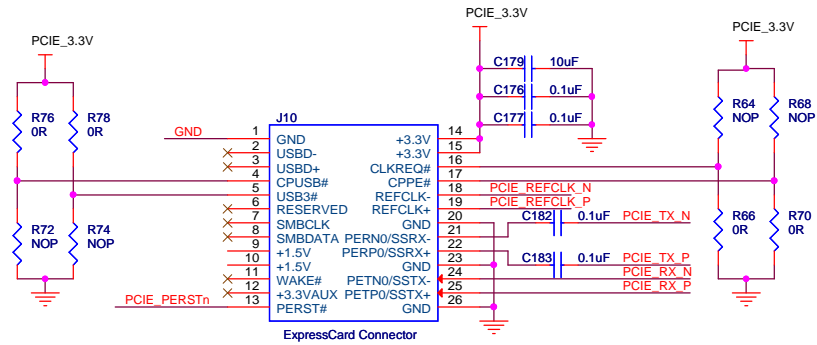 PCIE_3.3V
PCIE_3.3V
PCIE_3.3V
C179 10uF
C176 0.1uF
C177 0.1uF
R76 0R
R78 0R
R64 NOP
R68 NOP
J10
GND
1 GND
2 USBD-
3 USBD+
4 CPUSB#
5 USB3#
6 RESERVED
7 SMBCLK
8 SMBDATA
9 +1.5V
10 +1.5V
11 WAKE#
12 +3.3VAUX
13 PERST#
+3.3V 14
+3.3V 15
CLKREQ# 16
CPPE# 17
REFCLK- 18 PCIE_REFCLK_N
REFCLK+ 19 PCIE_REFCLK_P
GND 20
PERN0/SSRX- 21
PERP0/SSRX+ 22
GND 23
PETN0/SSTX- 24
PETP0/SSTX+ 25
GND 26
C182 0.1uF PCIE_TX_N
C183 0.1uF PCIE_TX_P
PCIE_RX_N
PCIE_RX_P
R72 NOP
R74 NOP
R66 0R
R70 0R
PCIE_PERSTn
ExpressCard Connector